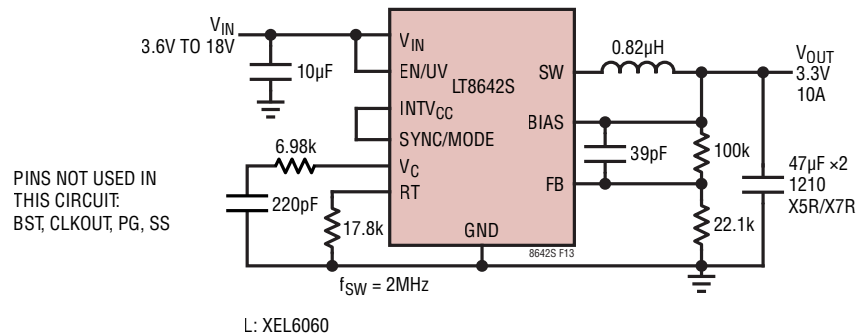 VIN
3.6V TO 18V
10µF
VIN
EN/UV
INTVCC
SYNC/MODE
VC
RT
LT8642S
SW
BIAS
FB
GND
8642S F13
0.82µH
VOUT
3.3V
10A
39pF
100k
22.1k
47µF ×2
1210
X5R/X7R
6.98k
220pF
17.8k
fSW = 2MHz
PINS NOT USED IN
THIS CIRCUIT:
BST, CLKOUT, PG, SS
L: XEL6060